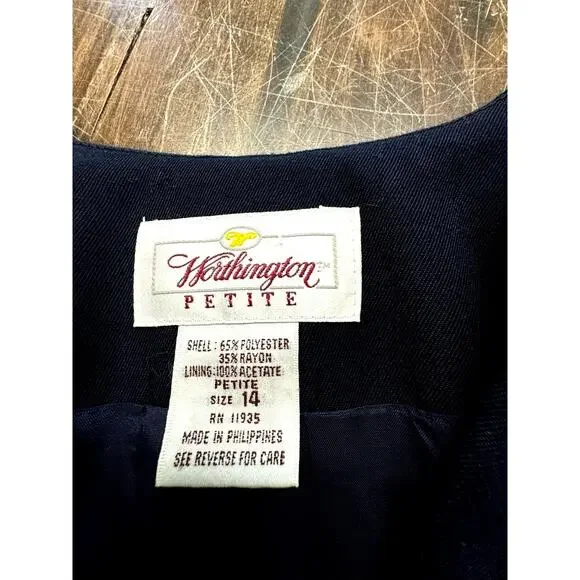 W
Worthington™
PETITE
SHELL: 65% POLYESTER
35% RAYON
LINING: 100% ACETATE
PETITE
SIZE 14
RN 11935
MADE IN PHILIPPINES
SEE REVERSE FOR CARE